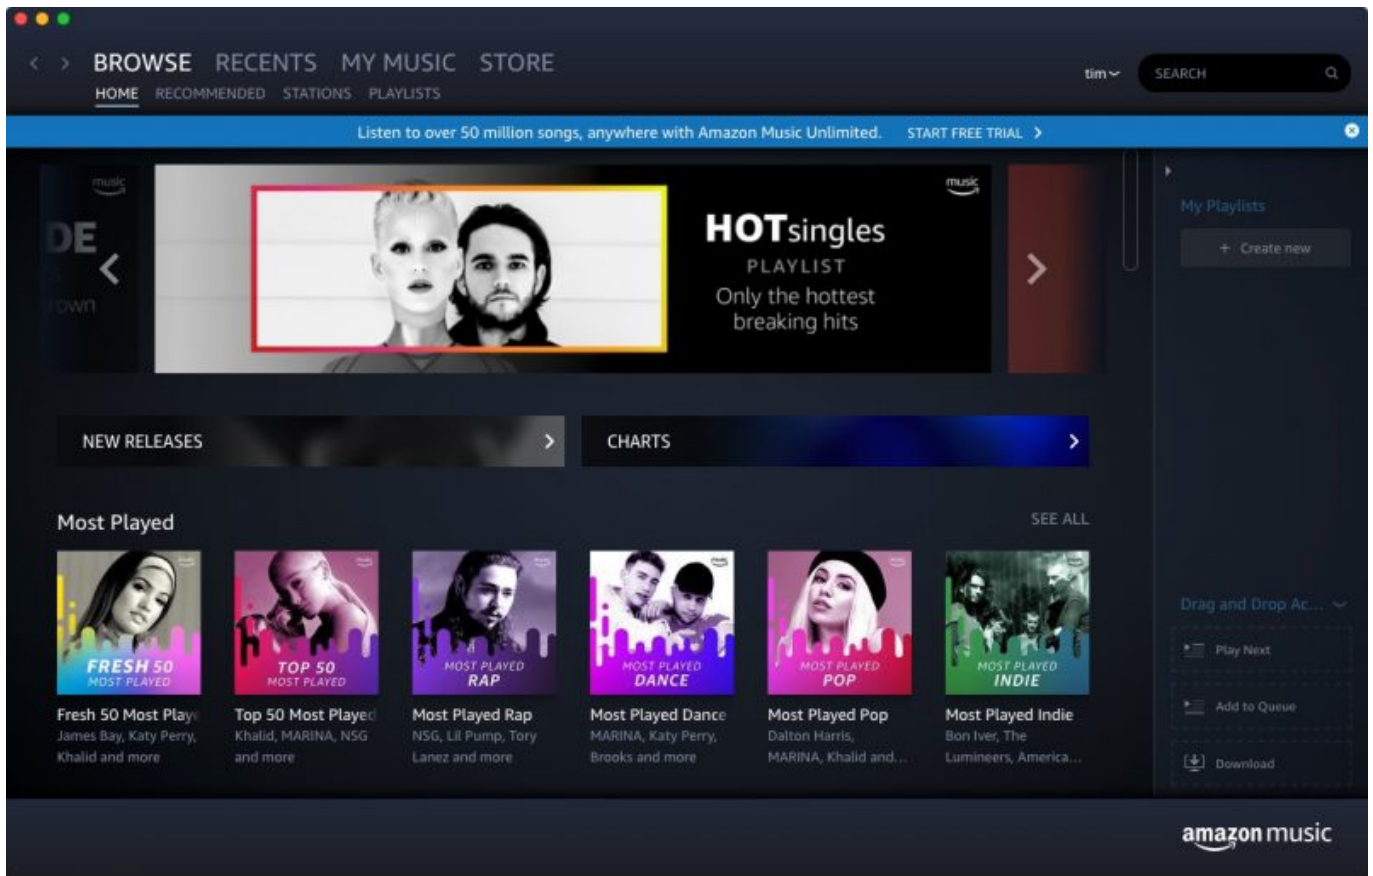 BROWSE RECENTS MY MUSIC STORE
HOME RECOMMENDED STATIONS PLAYLISTS
tim
SEARCH
Listen to over 50 million songs, anywhere with Amazon Music Unlimited. START FREE TRIAL
music
DE
own
HOTsingles
PLAYLIST
Only the hottest
breaking hits
music
My Playlists
+ Create new
NEW RELEASES
CHARTS
Most Played
SEE ALL
FRESH 50
MOST PLAYED
Fresh 50 Most Playe
James Bay, Katy Perry,
Khalid and more
TOP 50
MOST PLAYED
Top 50 Most Played
Khalid, MARINA, NSG
and more
MOST PLAYED
RAP
Most Played Rap
NSG, Lil Pump, Tory
Lanez and more
MOST PLAYED
DANCE
Most Played Dance
MARINA, Katy Perry,
Brooks and more
MOST PLAYED
POP
Most Played Pop
Dalton Harris,
MARINA, Khalid and...
MOST PLAYED
INDIE
Most Played Indie
Bon Iver, The
Lumineers, America...
Drag and Drop Ac...
Play Next
Add to Queue
Download
amazon music